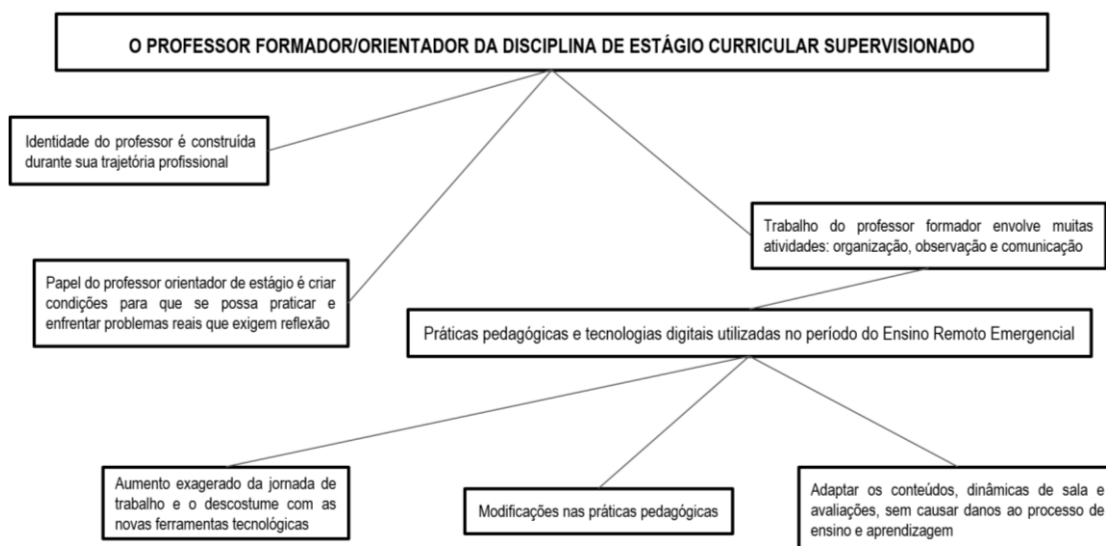 O PROFESSOR FORMADOR/ORIENTADOR DA DISCIPLINA DE ESTÁGIO CURRICULAR SUPERVISIONADO
Identidade do professor é construída
durante sua trajetória profissional
Trabalho do professor formador envolve muitas
atividades: organização, observação e comunicação
Papel do professor orientador de estágio é criar
condições para que se possa praticar e
enfrentar problemas reais que exigem reflexão
Práticas pedagógicas e tecnologias digitais utilizadas no período do Ensino Remoto Emergencial
Aumento exagerado da jornada de
trabalho e o descostume com as
novas ferramentas tecnológicas
Modificações nas práticas pedagógicas
Adaptar os conteúdos, dinâmicas de sala e
avaliações, sem causar danos ao processo de
ensino e aprendizagem